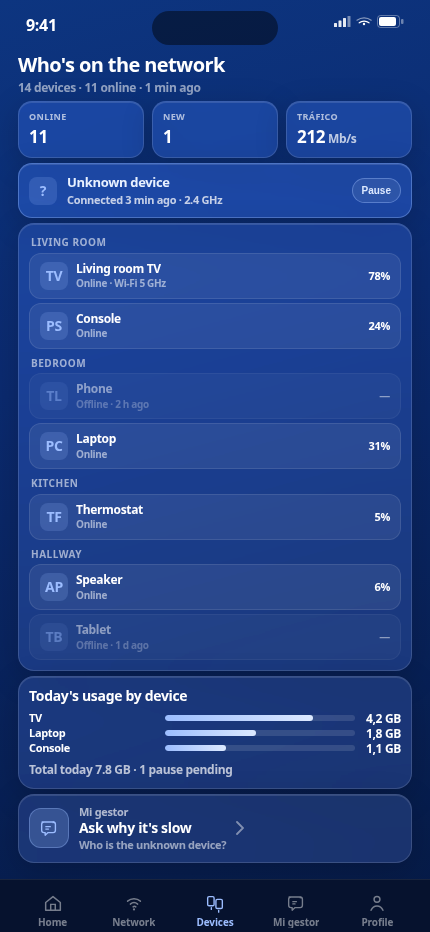 9:41
Who's on the network
14 devices · 11 online · 1 min ago
ONLINE
11
NEW
1
TRÁFICO
212 Mb/s
?
Unknown device
Connected 3 min ago · 2.4 GHz
Pause
LIVING ROOM
TV
Living room TV
Online · Wi-Fi 5 GHz
78%
PS
Console
Online
24%
BEDROOM
TL
Phone
Offline · 2 h ago
—
PC
Laptop
Online
31%
KITCHEN
TF
Thermostat
Online
5%
HALLWAY
AP
Speaker
Online
6%
TB
Tablet
Offline · 1 d ago
—
Today's usage by device
TV 4,2 GB
Laptop 1,8 GB
Console 1,1 GB
Total today 7.8 GB · 1 pause pending
Mi gestor
Ask why it's slow
Who is the unknown device?
Home
Network
Devices
Mi gestor
Profile